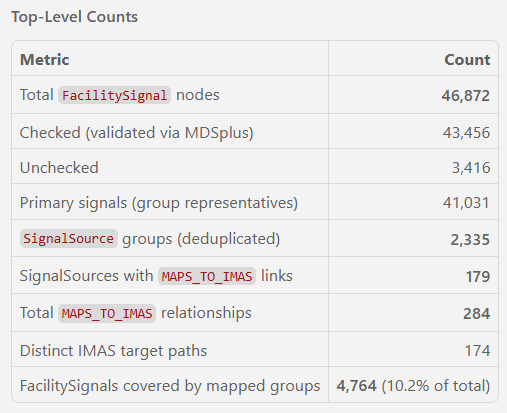 Top-Level Counts
Metric Count
Total FacilitySignal nodes 46,872
Checked (validated via MDSplus) 43,456
Unchecked 3,416
Primary signals (group representatives) 41,031
SignalSource groups (deduplicated) 2,335
SignalSources with MAPS_TO_IMAS links 179
Total MAPS_TO_IMAS relationships 284
Distinct IMAS target paths 174
FacilitySignals covered by mapped groups 4,764 (10.2% of total)